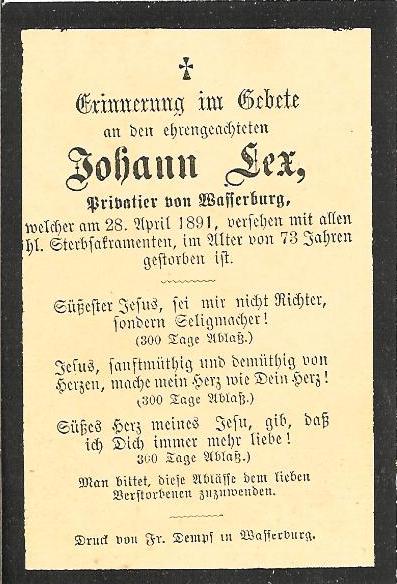 Erinnerung im Gebete
an den ehrengeachteten
Johann Lex,
Privatier von Wasserburg,
welcher am 28. April 1891, versehen mit allen
hl. Sterbsakramenten, im Alter von 73 Jahren
gestorben ist.
Süßester Jesus, sei mir nicht Richter,
sondern Seligmacher!
(300 Tage Ablaß.)
Jesus, sanftmüthig und demüthig von
Herzen, mache mein Herz wie Dein Herz!
(300 Tage Ablaß.)
Süßes Herz meines Jesu, gib, daß
ich Dich immer mehr liebe!
300 Tage Ablaß.)
Man bittet, diese Ablässe dem lieben
Verstorbenen zuzuwenden.
Druck von Fr. Dempf in Wasserburg.